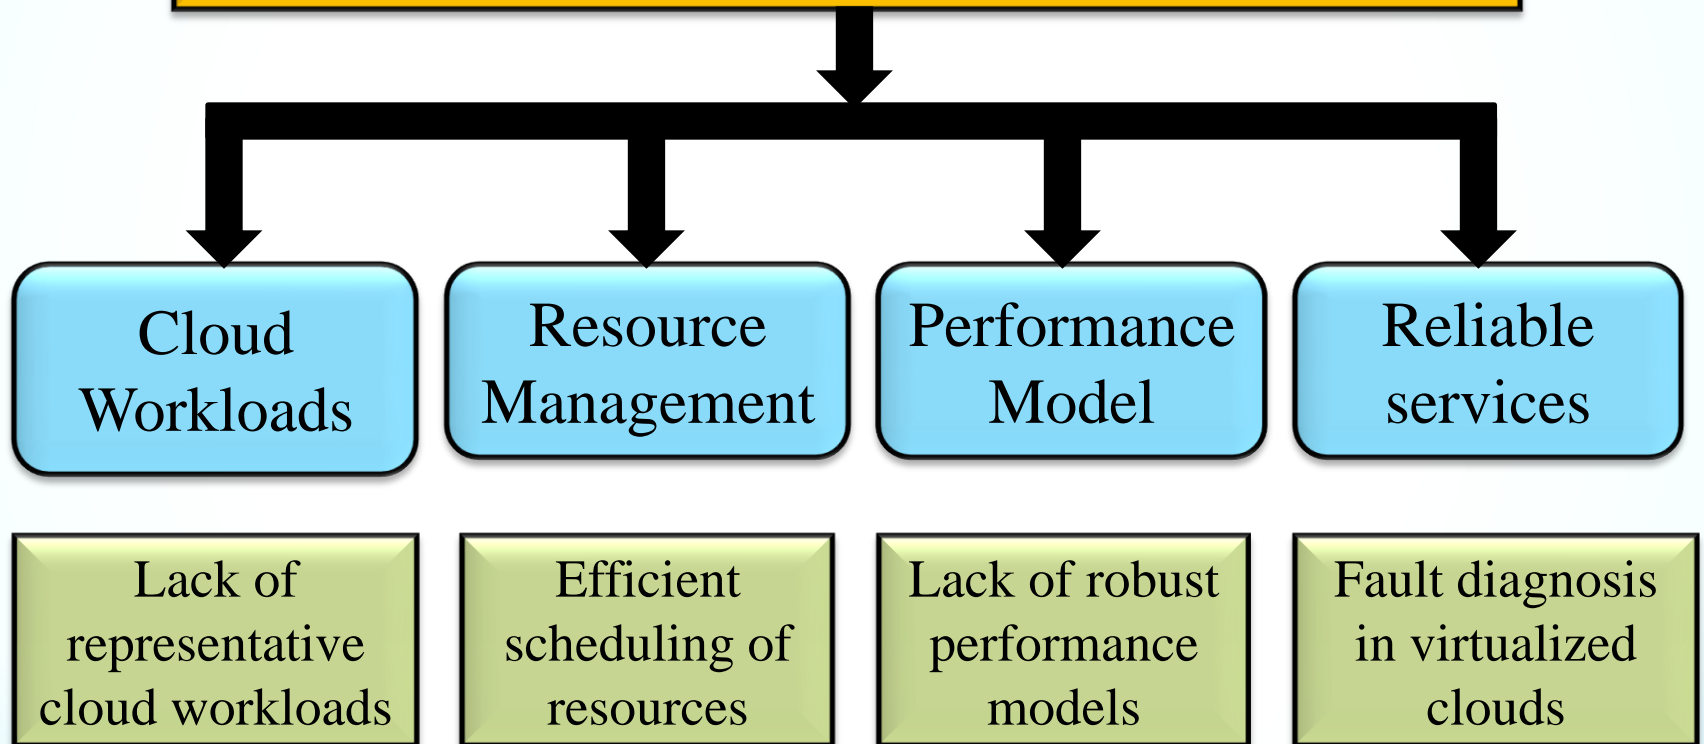 Cloud
Workloads
Resource
Management
Performance
Model
Reliable
services
Lack of
representative
cloud workloads
Efficient
scheduling of
resources
Lack of robust
performance
models
Fault diagnosis
in virtualized
clouds